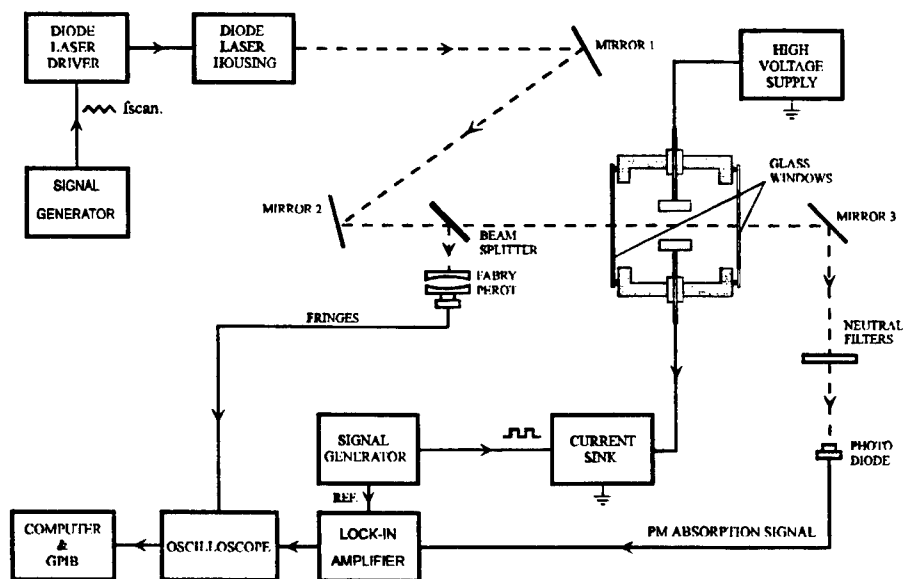 DIODE
LASER
DRIVER
DIODE
LASER
HOUSING
MIRROR 1
HIGH
VOLTAGE
SUPPLY
fscan.
SIGNAL
GENERATOR
GLASS
WINDOWS
MIRROR 2
BEAM
SPLITTER
MIRROR 3
FABRY
PEROT
FRINGES
NEUTRAL
FILTERS
SIGNAL
GENERATOR
CURRENT
SINK
PHOTO
DIODE
REF.
COMPUTER
&
GPIB
OSCILLOSCOPE
LOCK-IN
AMPLIFIER
PM ABSORPTION SIGNAL